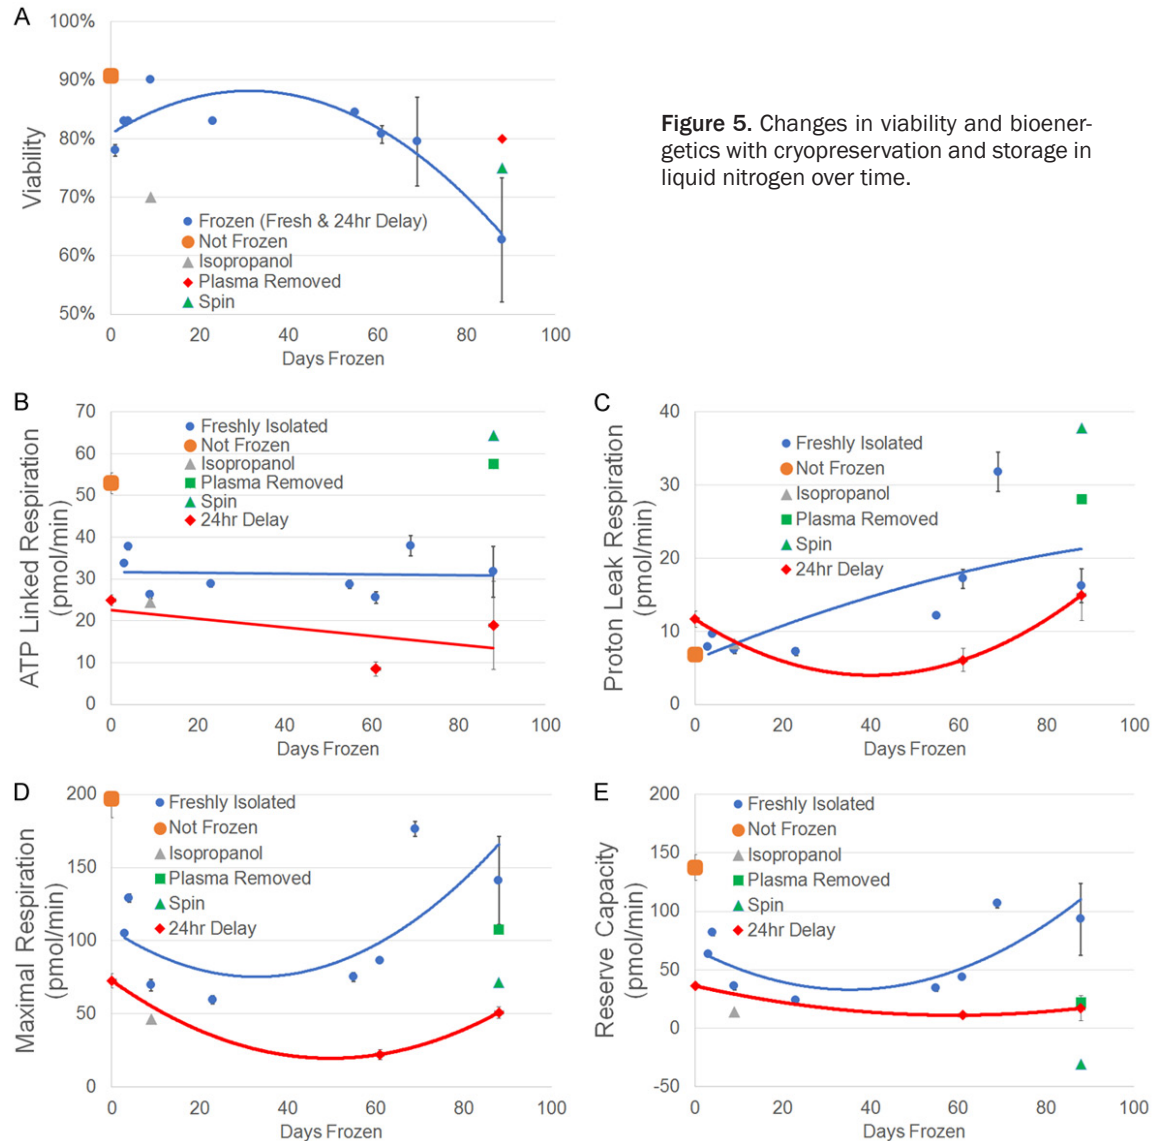 A
100%
90%
80%
70%
60%
50%
Viability
Frozen (Fresh & 24hr Delay)
Not Frozen
Isopropanol
Plasma Removed
Spin
0 20 40 60 80 100
Days Frozen
Figure 5. Changes in viability and bioener-
getics with cryopreservation and storage in
liquid nitrogen over time.
B
70
60
50
40
30
20
10
0
ATP Linked Respiration
(pmol/min)
Freshly Isolated
Not Frozen
Isopropanol
Plasma Removed
Spin
24hr Delay
0 20 40 60 80 100
Days Frozen
C
40
30
20
10
0
Proton Leak Respiration
(pmol/min)
Freshly Isolated
Not Frozen
Isopropanol
Plasma Removed
Spin
24hr Delay
0 20 40 60 80 100
Days Frozen
D
200
150
100
50
0
Maximal Respiration
(pmol/min)
Freshly Isolated
Not Frozen
Isopropanol
Plasma Removed
Spin
24hr Delay
0 20 40 60 80 100
Days Frozen
E
200
150
100
50
0
-50
Reserve Capacity
(pmol/min)
Freshly Isolated
Not Frozen
Isopropanol
Plasma Removed
Spin
24hr Delay
0 20 40 60 80 100
Days Frozen